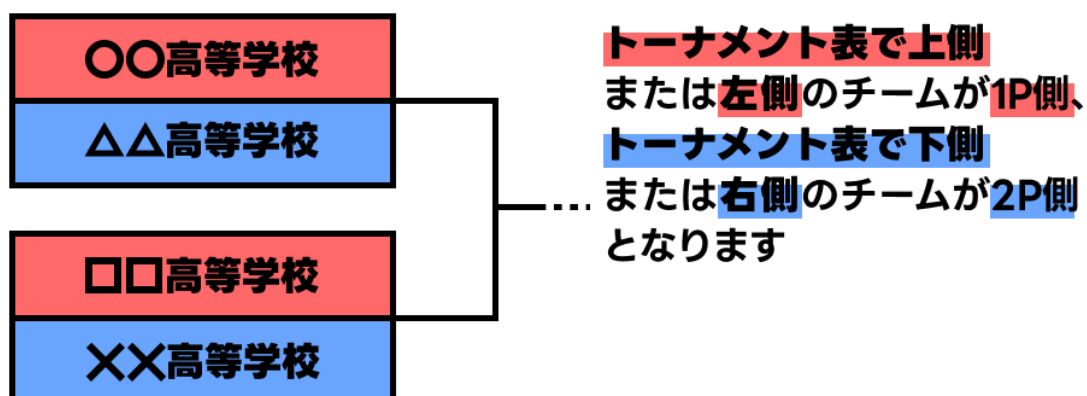 〇〇高等学校
△△高等学校
□□高等学校
××高等学校
トーナメント表で上側
または左側のチームが1P側、
トーナメント表で下側
または右側のチームが2P側
となります